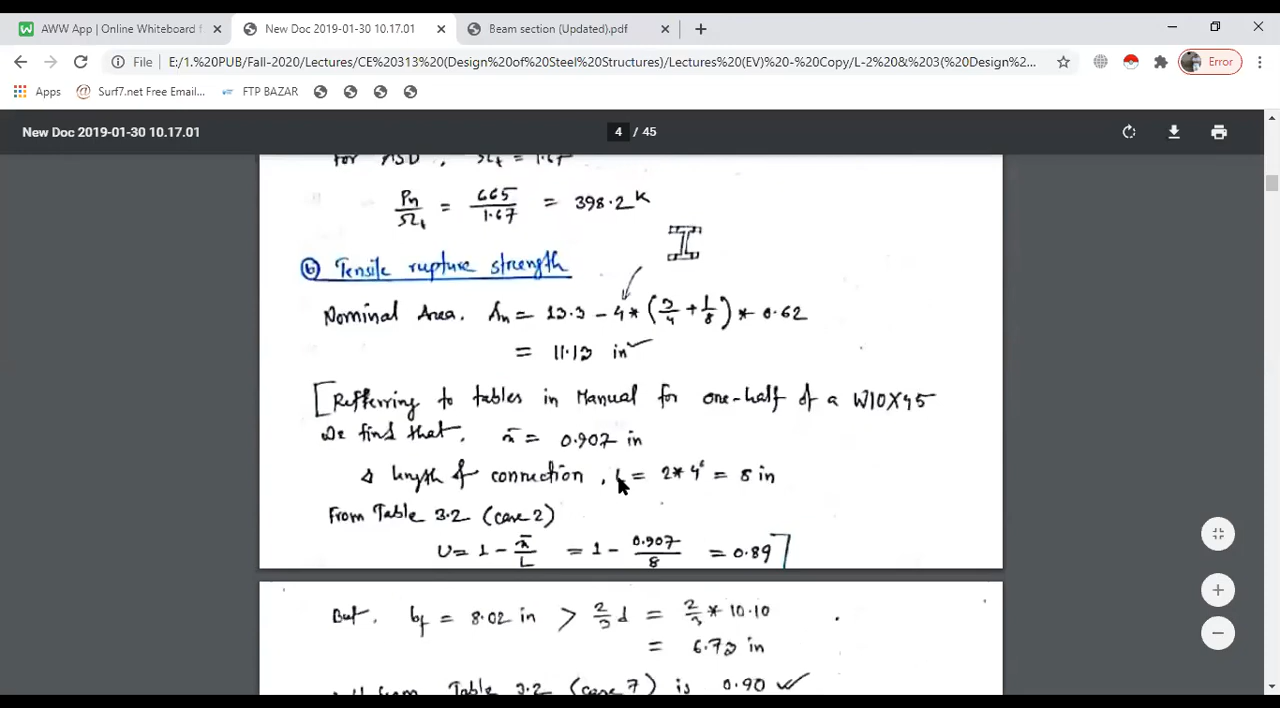 AWW App | Online Whiteboard f
New Doc 2019-01-30 10.17.01
Beam section (Updated).pdf
File | E:/1.%20PUB/Fall-2020/Lectures/CE%20313%20(Design%20of%20Steel%20Structures)/Lectures%20(EV)%20-%20Copy/L-2%20&%203(%20Design%2...
Error
Apps
Surf7.net Free Email...
FTP BAZAR
New Doc 2019-01-30 10.17.01
4 / 45
For ASD, Ωt = 1.67
Pn/Ωt = 665/1.67 = 398.2 K
(b) Tensile rupture strength
Nominal Area, An = 13.3 - 4 * (3/4 + 1/8) * 0.62
= 11.13 in
[Refferring to tables in Manual for one-half of a W10X45
We find that, x̄ = 0.907 in
& length of connection, L = 2*4" = 8 in
From Table 3.2 (case 2)
U = 1 - x̄/L = 1 - 0.907/8 = 0.89]
But, bf = 8.02 in > 2/3 d = 2/3 * 10.10
= 6.73 in
from Table 3.2 (case 7) is 0.90 ✓